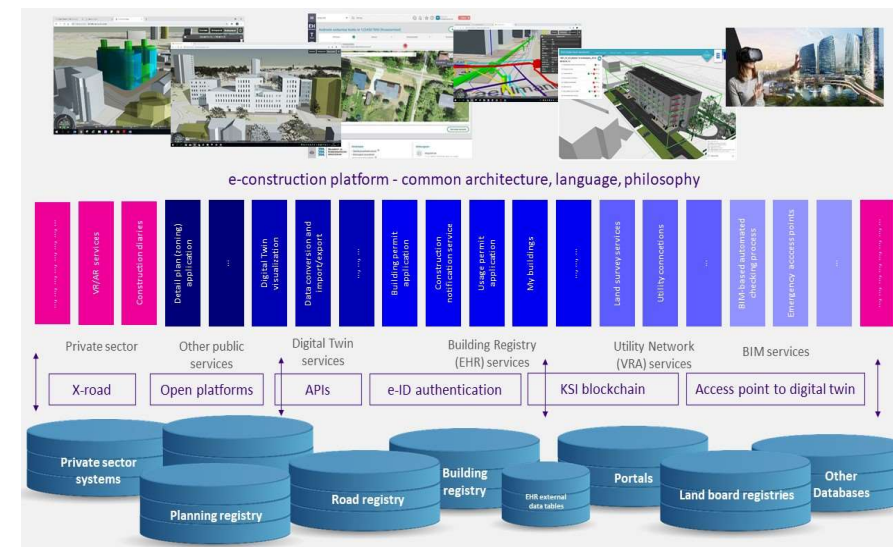 e-construction platform - common architecture, language, philosophy
... ... ... ... ...
VR/AR services
Construction diaries
Detail plan (zoning)
application
...
Digital Twin
visualization
Data conversion and
import/export
... ... ...
Building permit
application
Construction
notification service
Usage permit
application
My buildings
... ... ...
Land survey services
Utility conncetions
...
BIM-based automated
checking process
Emergency acccess points
...
... ... ... ... ...
Private sector
Other public
services
Digital Twin
services
Building Registry
(EHR) services
Utility Network
(VRA) services
BIM services
X-road
Open platforms
APIs
e-ID authentication
KSI blockchain
Access point to digital twin
Private sector
systems
Planning registry
Road registry
Building
registry
EHR external
data tables
Portals
Land board registries
Other
Databases